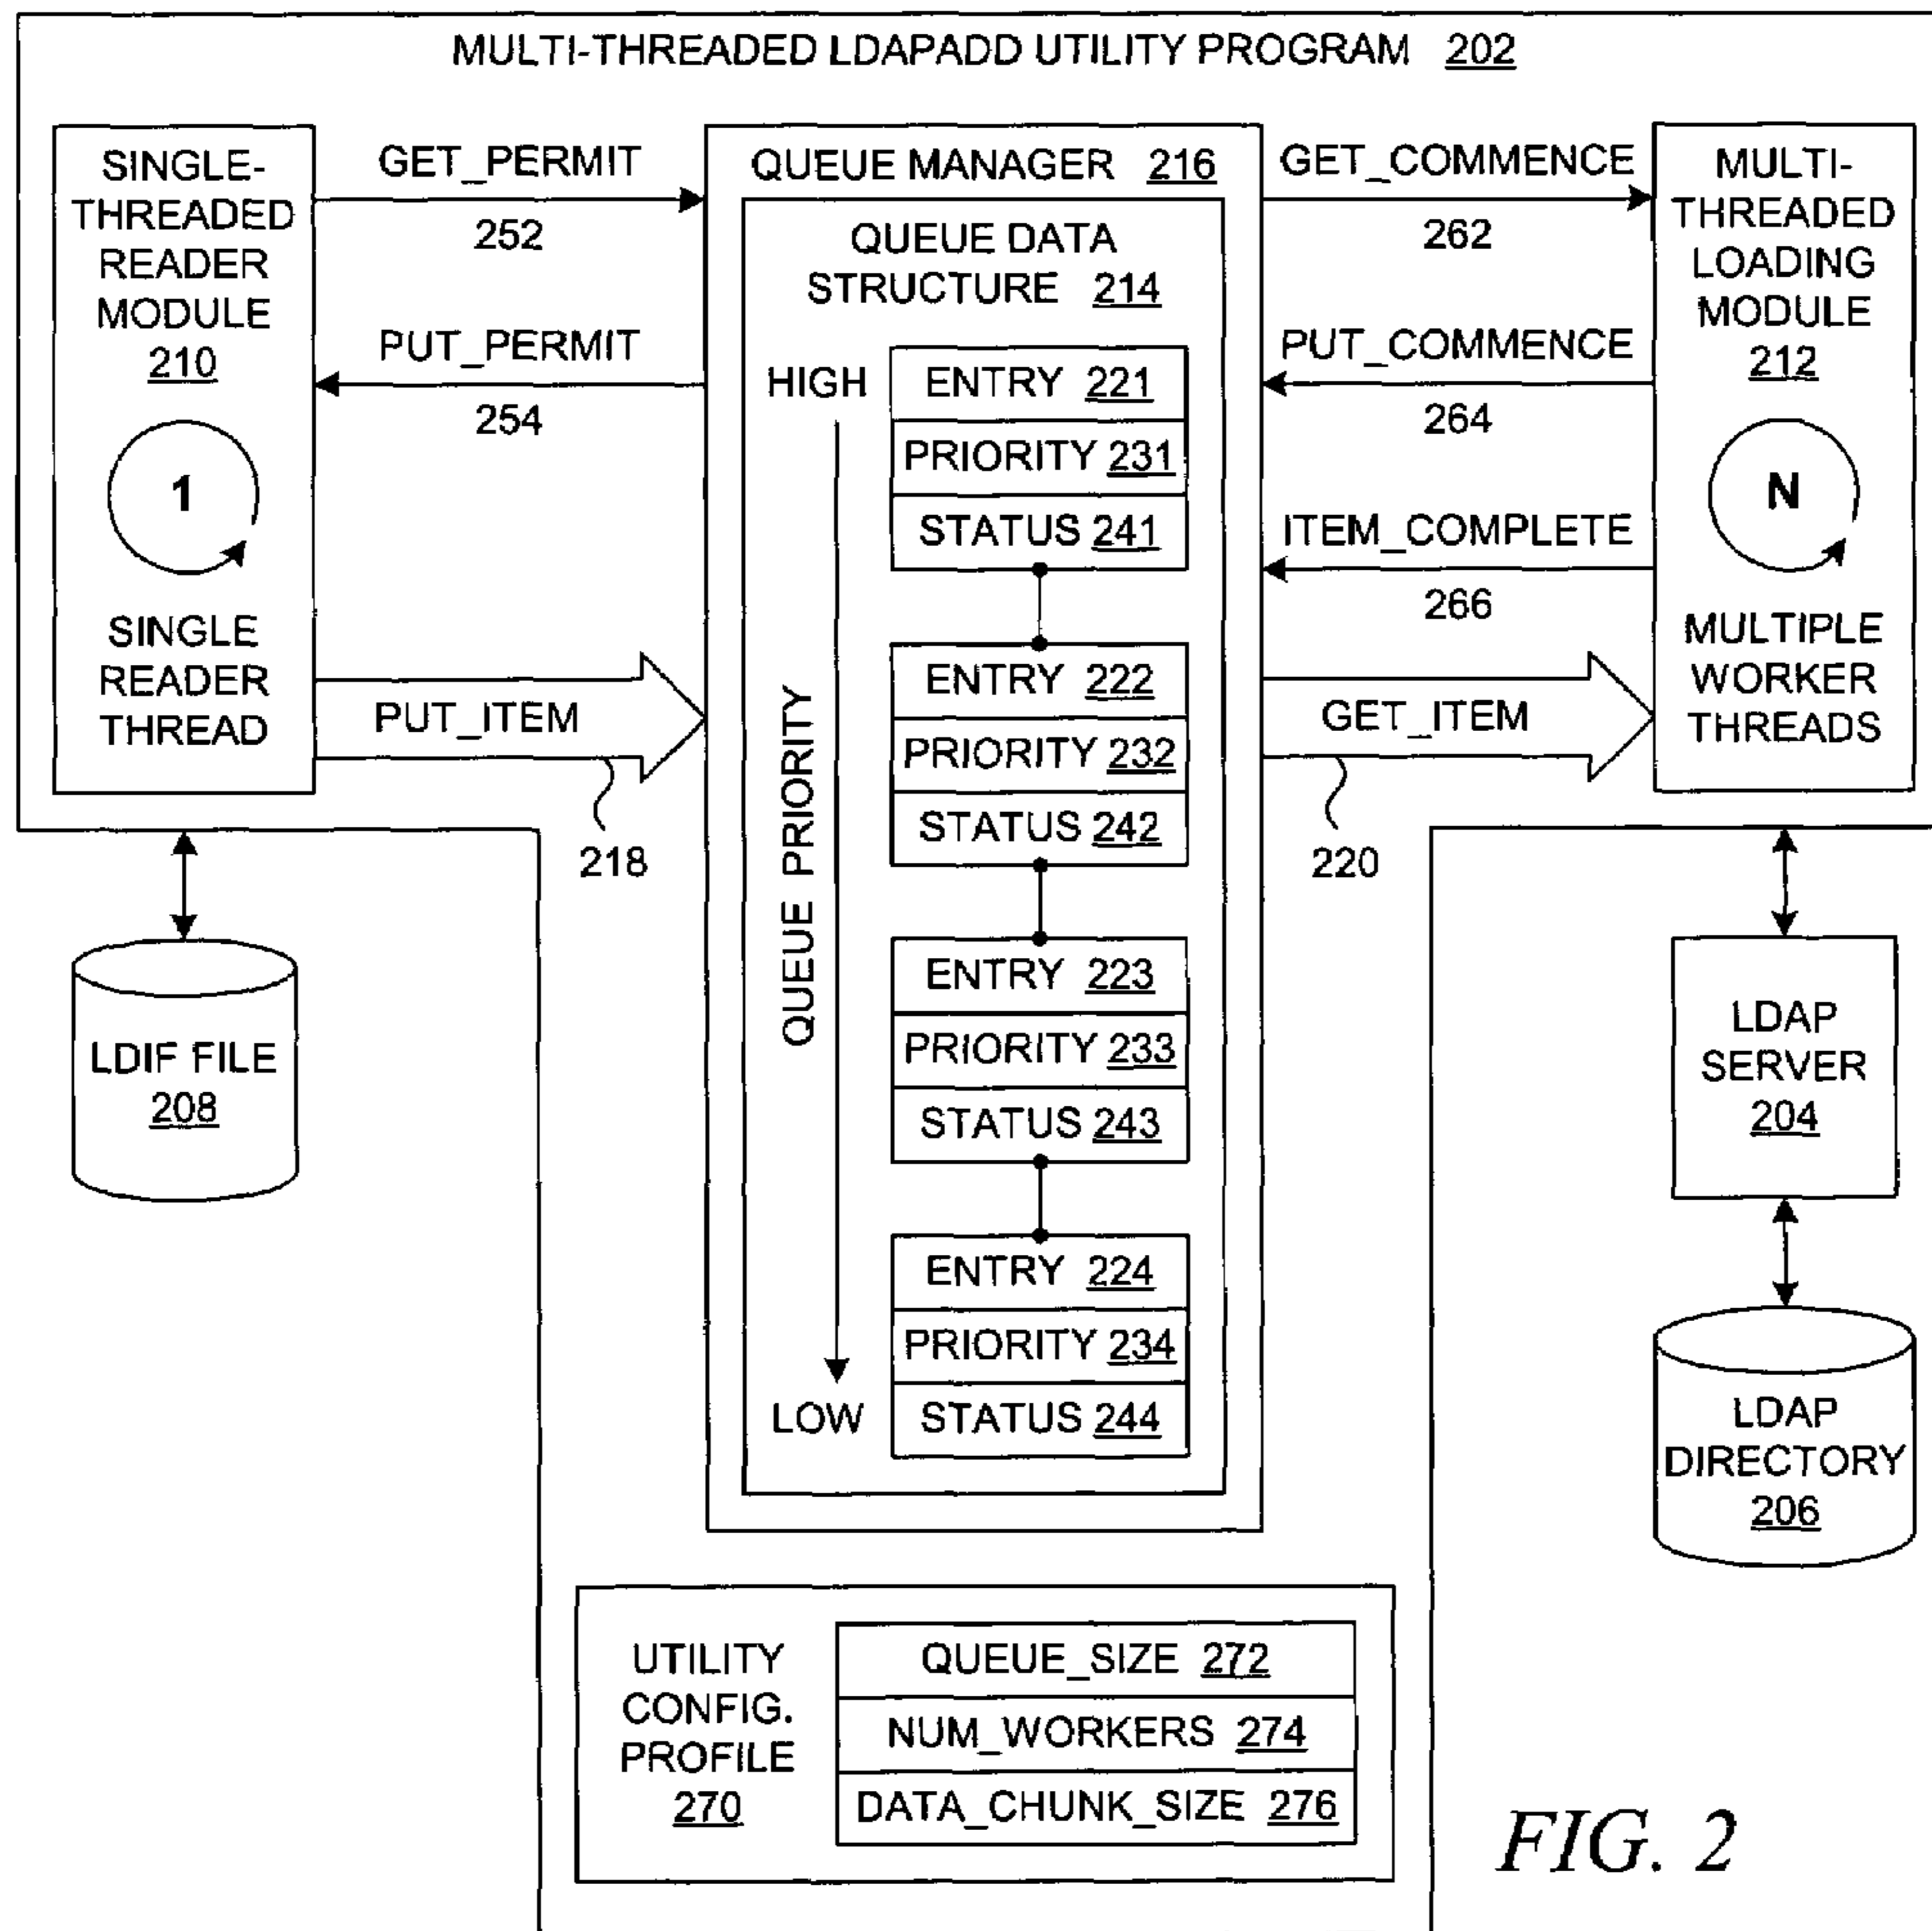 MULTI-THREADED LDAPADD UTILITY PROGRAM 202
SINGLE-
THREADED
READER
MODULE
210
1
SINGLE
READER
THREAD
GET_PERMIT
252
PUT_PERMIT
254
PUT_ITEM
218
QUEUE MANAGER 216
QUEUE DATA
STRUCTURE 214
HIGH
QUEUE PRIORITY
LOW
ENTRY 221
PRIORITY 231
STATUS 241
ENTRY 222
PRIORITY 232
STATUS 242
ENTRY 223
PRIORITY 233
STATUS 243
ENTRY 224
PRIORITY 234
STATUS 244
GET_COMMENCE
262
PUT_COMMENCE
264
ITEM_COMPLETE
266
GET_ITEM
220
MULTI-
THREADED
LOADING
MODULE
212
N
MULTIPLE
WORKER
THREADS
LDIF FILE
208
LDAP
SERVER
204
LDAP
DIRECTORY
206
UTILITY
CONFIG.
PROFILE
270
QUEUE_SIZE 272
NUM_WORKERS 274
DATA_CHUNK_SIZE 276
FIG. 2